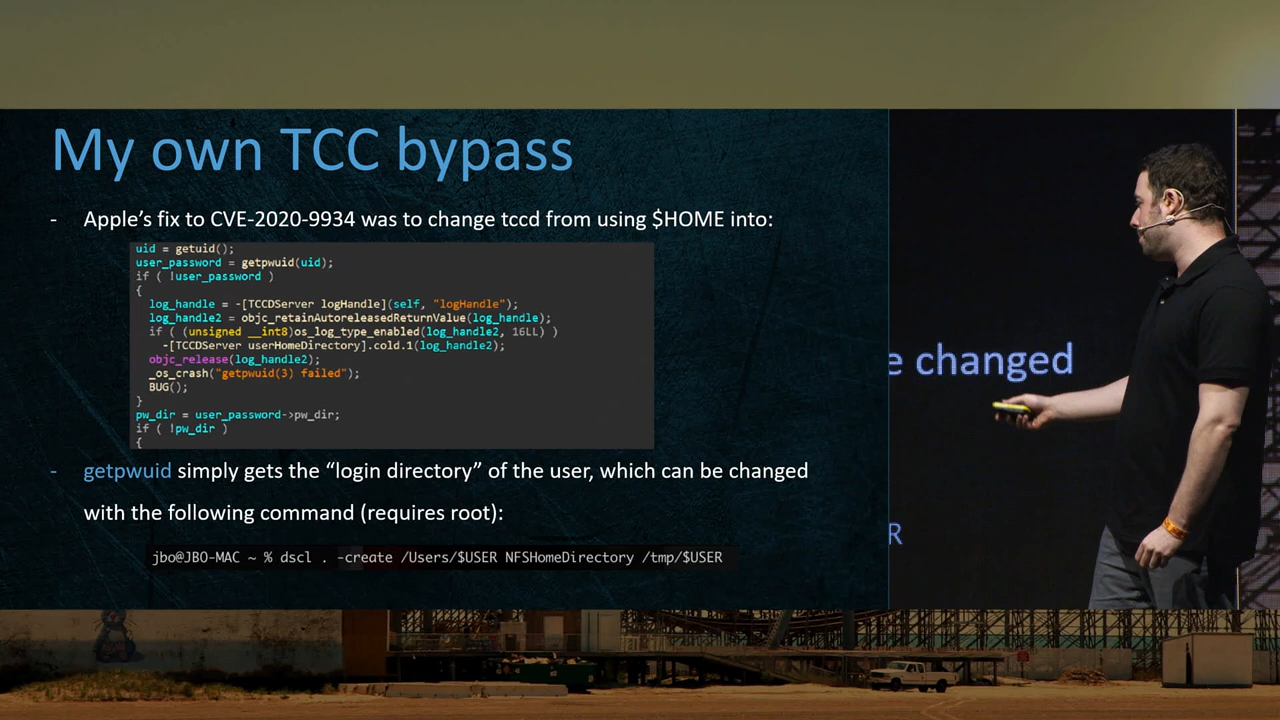 My own TCC bypass
- Apple's fix to CVE-2020-9934 was to change tccd from using $HOME into:
uid = getuid();
user_password = getpwuid(uid);
if ( !user_password )
{
log_handle = -[TCCDServer logHandle](self, "logHandle");
log_handle2 = objc_retainAutoreleasedReturnValue(log_handle);
if ( (unsigned __int8)os_log_type_enabled(log_handle2, 16LL) )
-[TCCDServer userHomeDirectory].cold.1(log_handle2);
objc_release(log_handle2);
_os_crash("getpwuid(3) failed");
BUG();
}
pw_dir = user_password->pw_dir;
if ( !pw_dir )
{
- getpwuid simply gets the “login directory” of the user, which can be changed
with the following command (requires root):
jbo@JBO-MAC ~ % dscl . -create /Users/$USER NFSHomeDirectory /tmp/$USER
e changed
R